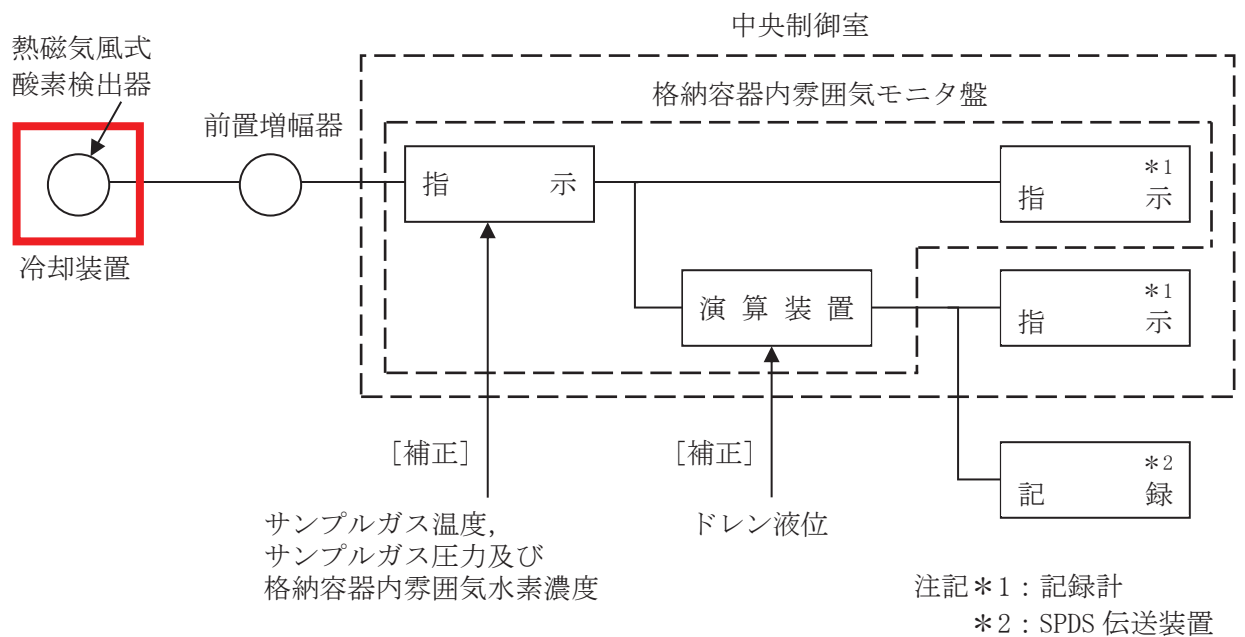 中央制御室
熱磁気風式
酸素検出器
格納容器内雰囲気モニタ盤
前置増幅器
指 示
＊1
指 示
冷却装置
演 算 装 置
＊1
指 示
[補正]
[補正]
＊2
記 録
サンプルガス温度，
サンプルガス圧力及び
格納容器内雰囲気水素濃度
ドレン液位
注記＊1：記録計
＊2：SPDS 伝送装置